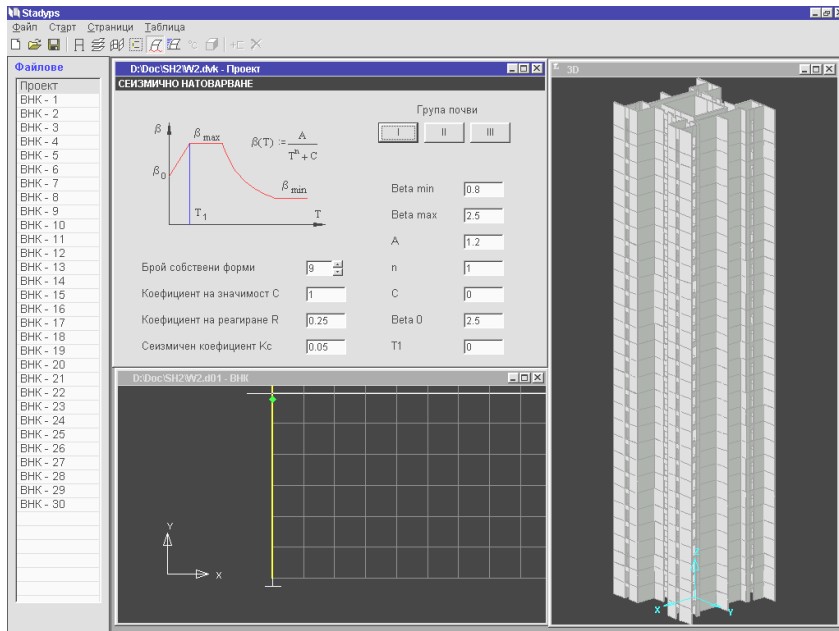 Stadyps
Файл Старт Страници Таблица
Файлове
Проект
ВНК - 1
ВНК - 2
ВНК - 3
ВНК - 4
ВНК - 5
ВНК - 6
ВНК - 7
ВНК - 8
ВНК - 9
ВНК - 10
ВНК - 11
ВНК - 12
ВНК - 13
ВНК - 14
ВНК - 15
ВНК - 16
ВНК - 17
ВНК - 18
ВНК - 19
ВНК - 20
ВНК - 21
ВНК - 22
ВНК - 23
ВНК - 24
ВНК - 25
ВНК - 26
ВНК - 27
ВНК - 28
ВНК - 29
ВНК - 30
D:\Doc\SH2\W2.dvk - Проект
СЕИЗМИЧНО НАТОВАРВАНЕ
β
β max
β(T) := A / T^n + C
β0
β min
T1
T
Група почви
I II III
Beta min 0.8
Beta max 2.5
A 1.2
n 1
C 0
Beta 0 2.5
T1 0
Брой собствени форми 9
Коефициент на значимост C 1
Коефициент на реагиране R 0.25
Сеизмичен коефициент Kc 0.05
D:\Doc\SH2\W2.d01 - ВНК
Y
X
3D
Z
X
Y